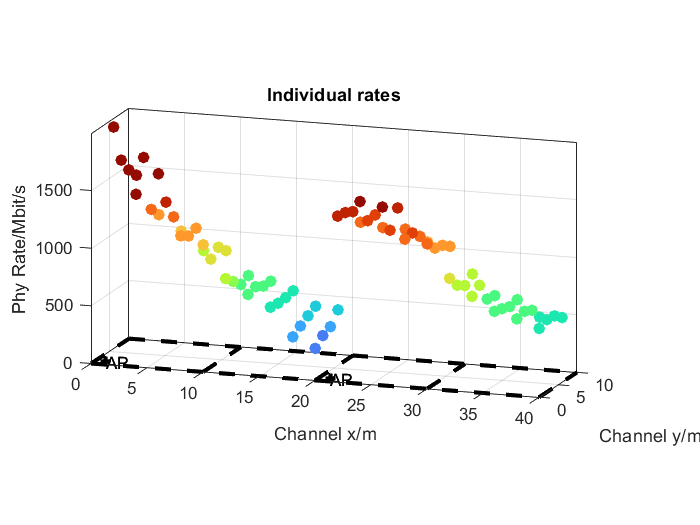 Individual rates
Phy Rate/Mbit/s
1500
1000
500
0
0
5
10
15
20
25
30
35
40
0
5
10
AP
AP
Channel x/m
Channel y/m